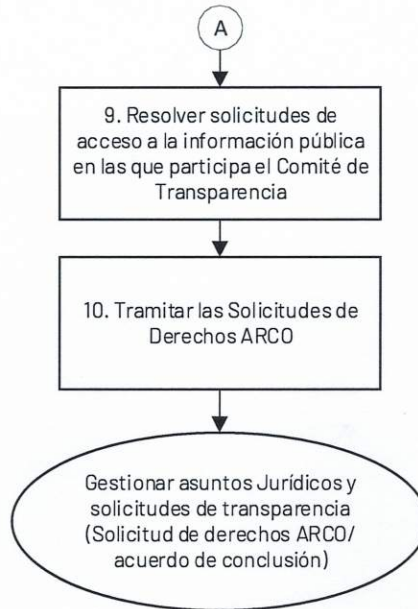 A
9. Resolver solicitudes de
acceso a la información pública
en las que participa el Comité de
Transparencia
10. Tramitar las Solicitudes de
Derechos ARCO
Gestionar asuntos Jurídicos y
solicitudes de transparencia
(Solicitud de derechos ARCO/
acuerdo de conclusión)